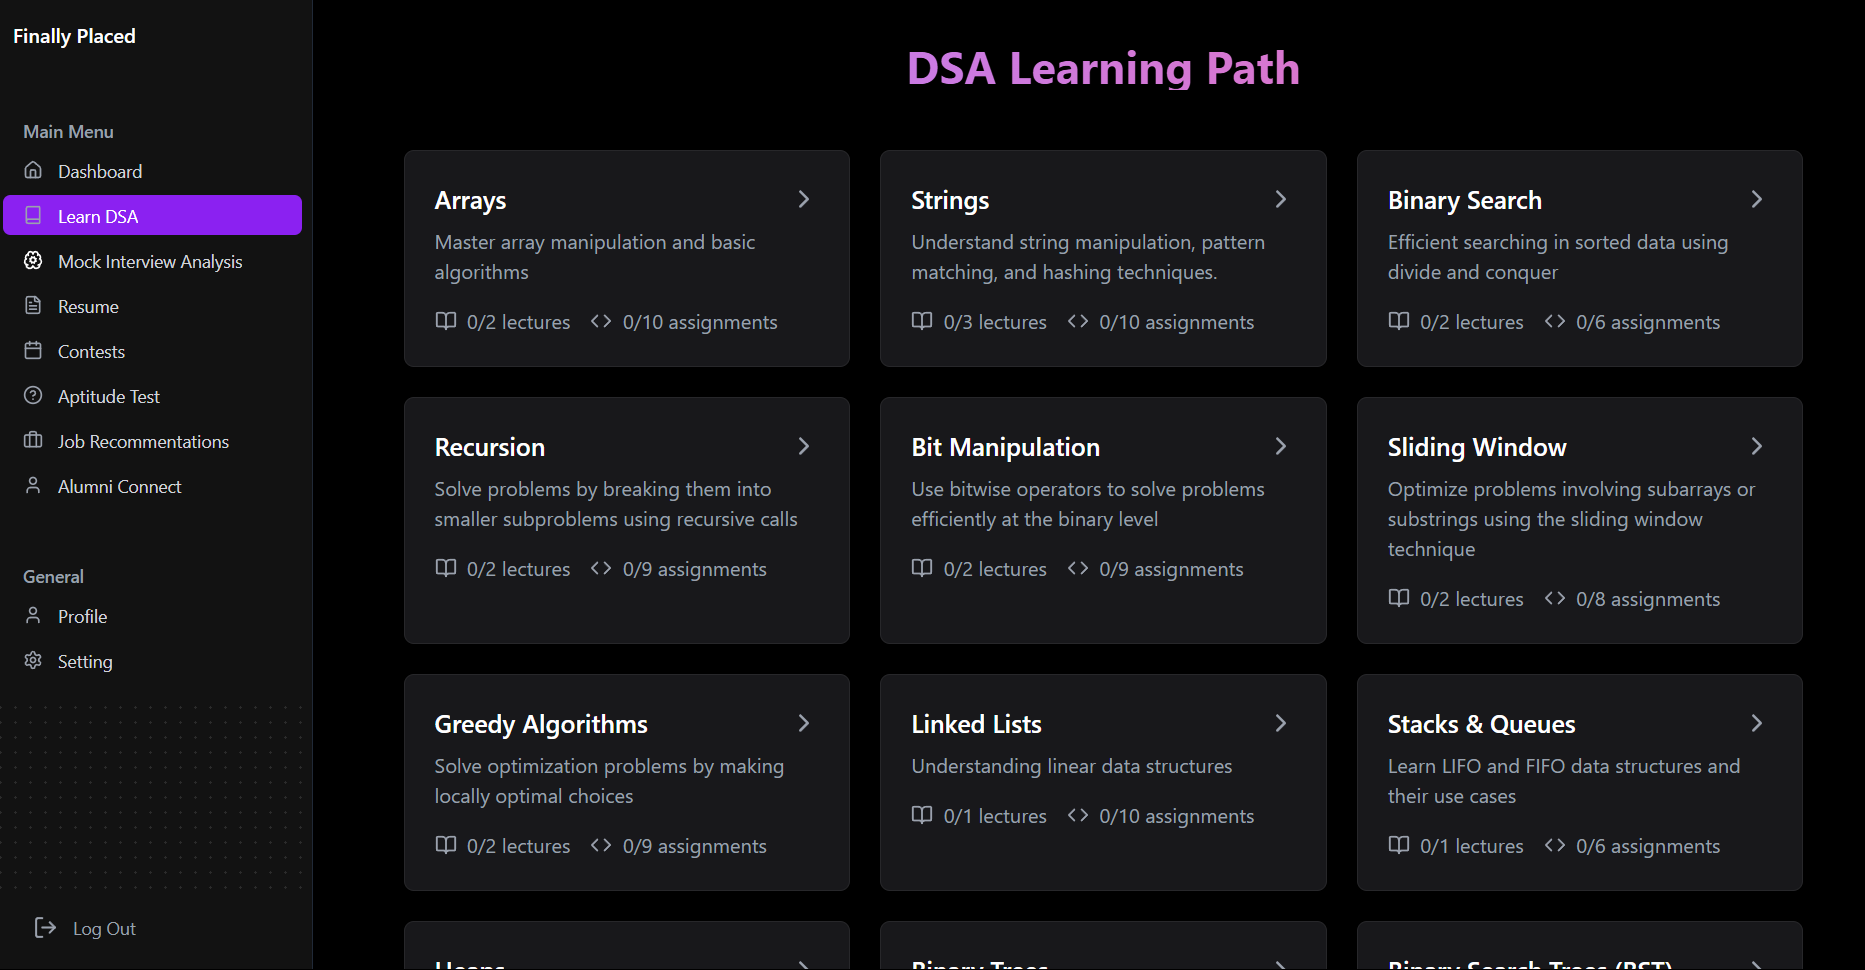 Finally Placed
Main Menu
Dashboard
Learn DSA
Mock Interview Analysis
Resume
Contests
Aptitude Test
Job Recommentations
Alumni Connect
General
Profile
Setting
Log Out
DSA Learning Path
Arrays
Master array manipulation and basic
algorithms
0/2 lectures <> 0/10 assignments
Strings
Understand string manipulation, pattern
matching, and hashing techniques.
0/3 lectures <> 0/10 assignments
Binary Search
Efficient searching in sorted data using
divide and conquer
0/2 lectures <> 0/6 assignments
Recursion
Solve problems by breaking them into
smaller subproblems using recursive calls
0/2 lectures <> 0/9 assignments
Bit Manipulation
Use bitwise operators to solve problems
efficiently at the binary level
0/2 lectures <> 0/9 assignments
Sliding Window
Optimize problems involving subarrays or
substrings using the sliding window
technique
0/2 lectures <> 0/8 assignments
Greedy Algorithms
Solve optimization problems by making
locally optimal choices
0/2 lectures <> 0/9 assignments
Linked Lists
Understanding linear data structures
0/1 lectures <> 0/10 assignments
Stacks & Queues
Learn LIFO and FIFO data structures and
their use cases
0/1 lectures <> 0/6 assignments
Heaps
Binary Trees
Binary Search Trees (BST)